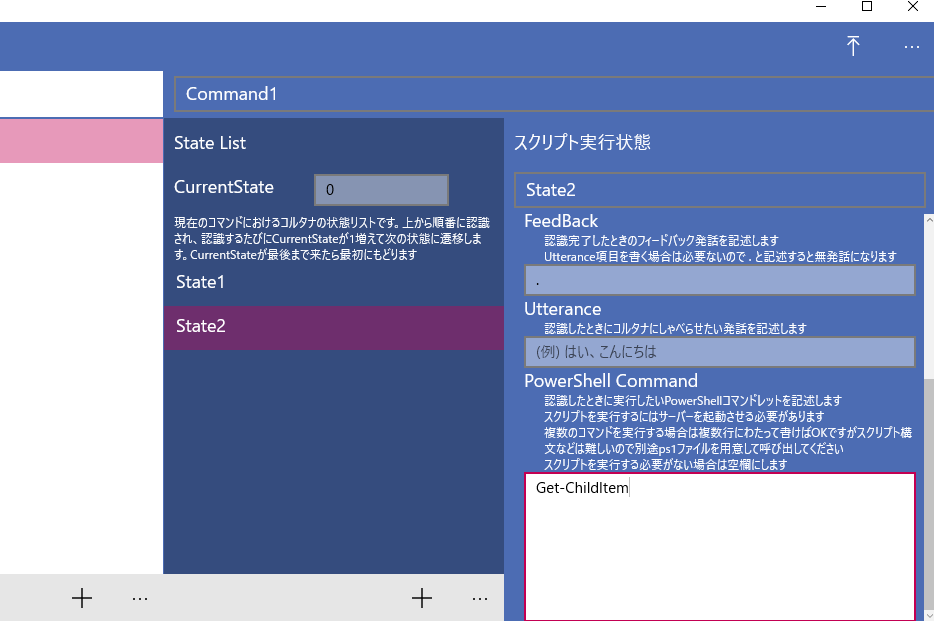 Command1
State List
CurrentState
0
現在のコマンドにおけるコルタナの状態リストです。上から順番に認識
され、認識するたびにCurrentStateが1増えて次の状態に遷移しま
す。CurrentStateが最後まで来たら最初にもどります
State1
State2
スクリプト実行状態
State2
FeedBack
認識完了したときのフィードバック発話を記述します
Utterance項目を書く場合は必要ないので . と記述すると無発話になります
.
Utterance
認識したときにコルタナにしゃべらせたい発話を記述します
(例) はい、こんにちは
PowerShell Command
認識したときに実行したいPowerShellコマンドレットを記述します
スクリプトを実行するにはサーバーを起動させる必要があります
複数のコマンドを実行する場合は複数行にわたって書けばOKですがスクリプト構
文などは難しいので別途ps1ファイルを用意して呼び出してください
スクリプトを実行する必要がない場合は空欄にします
Get-ChildItem